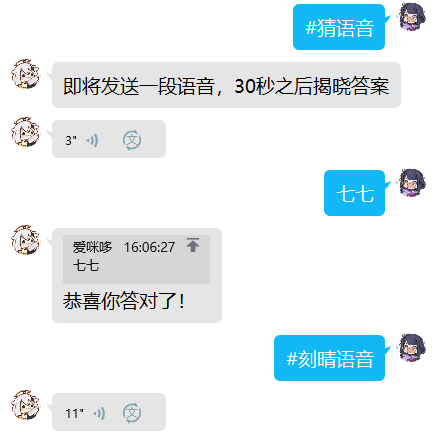 #猜语音
即将发送一段语音，30秒之后揭晓答案
3" 文
七七
爱咪哆 16:06:27
七七
恭喜你答对了！
#刻晴语音
11" 文